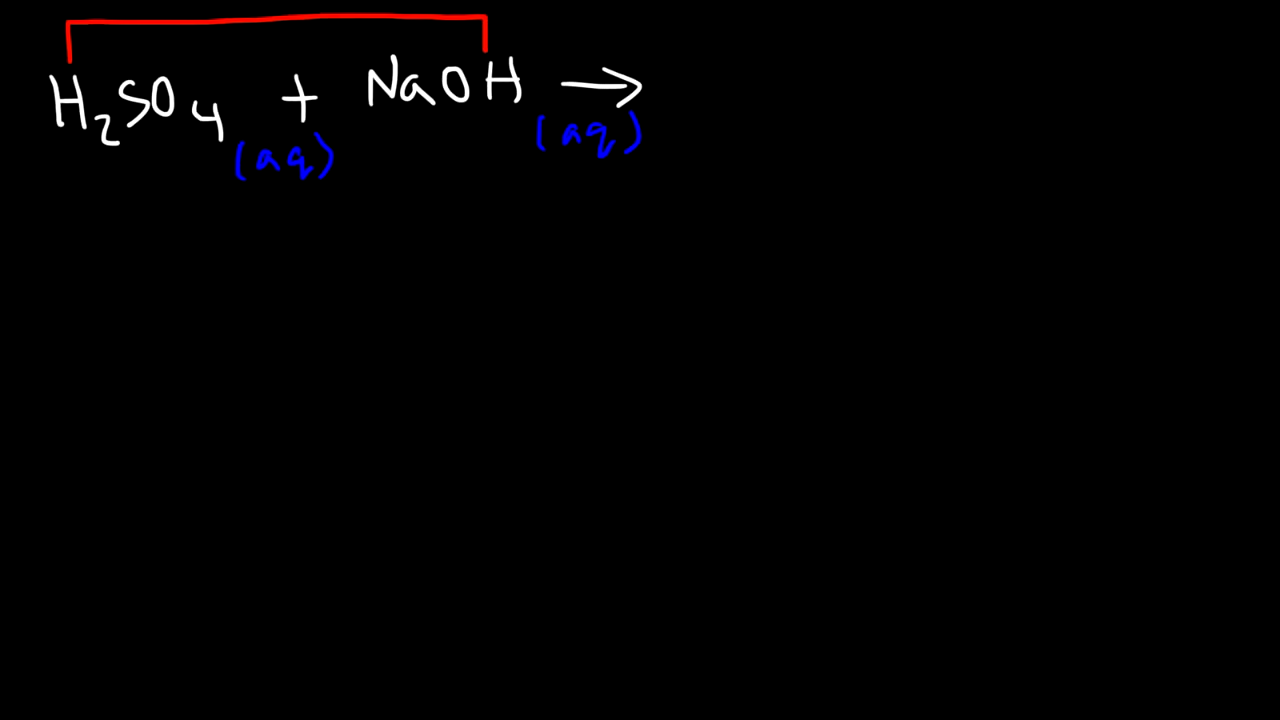 H₂SO₄ (aq) + NaOH (aq) →